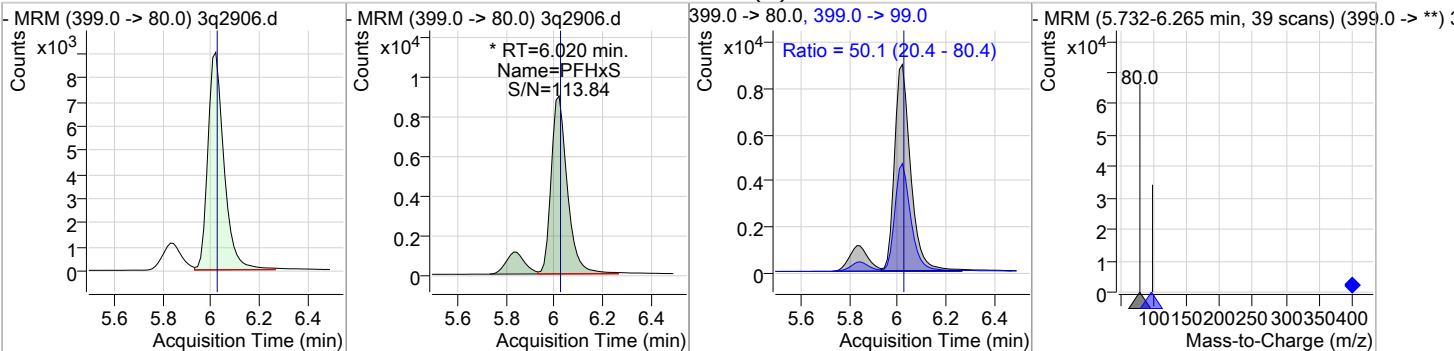 - MRM (399.0 -> 80.0) 3q2906.d
Counts
x10³
8
7
6
5
4
3
2
1
0
5.6 5.8 6 6.2 6.4
Acquisition Time (min)
- MRM (399.0 -> 80.0) 3q2906.d
Counts
x10⁴
* RT=6.020 min.
Name=PFHxS
S/N=113.84
1
0.8
0.6
0.4
0.2
0
5.6 5.8 6 6.2 6.4
Acquisition Time (min)
399.0 -> 80.0, 399.0 -> 99.0
Counts
x10⁴
Ratio = 50.1 (20.4 - 80.4)
0.8
0.6
0.4
0.2
0
5.6 5.8 6 6.2 6.4
Acquisition Time (min)
- MRM (5.732-6.265 min, 39 scans) (399.0 -> **)
Counts
x10⁴
80.0
6
5
4
3
2
1
0
100 150 200 250 300 350 400
Mass-to-Charge (m/z)